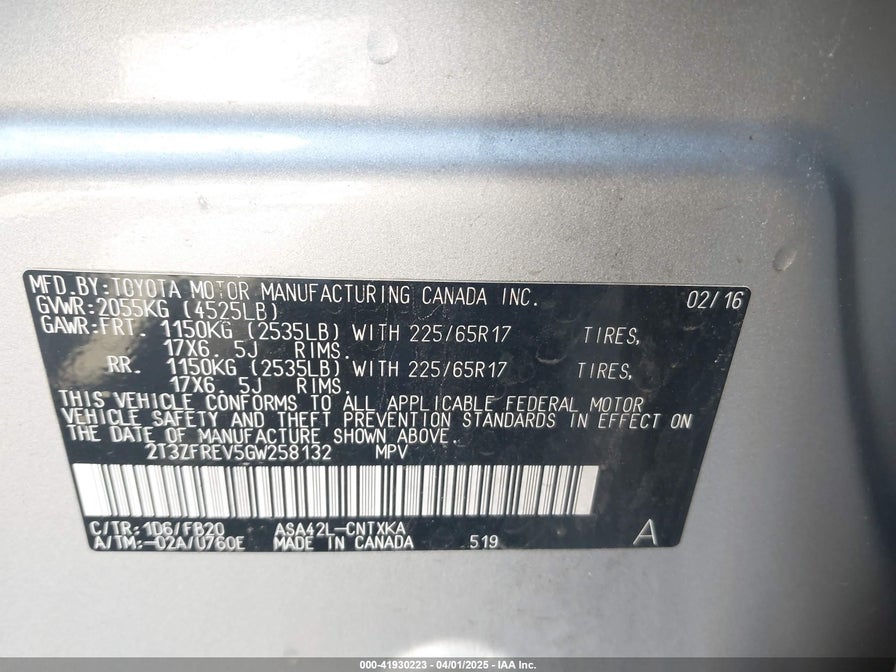 MFD.BY:TOYOTA MOTOR MANUFACTURING CANADA INC. 02/16
GVWR:2055KG (4525LB)
GAWR:FRT. 1150KG (2535LB) WITH 225/65R17 TIRES,
17X6. 5J RIMS.
RR. 1150KG (2535LB) WITH 225/65R17 TIRES,
17X6. 5J RIMS.
THIS VEHICLE CONFORMS TO ALL APPLICABLE FEDERAL MOTOR
VEHICLE SAFETY AND THEFT PREVENTION STANDARDS IN EFFECT ON
THE DATE OF MANUFACTURE SHOWN ABOVE.
2T3ZFREV5GW258132 MPV
C/TR:1D6/FB20 ASA42L-CNTXKA
A/TM:-02A/U760E MADE IN CANADA 519 A
000-41930223 - 04/01/2025 - IAA Inc.